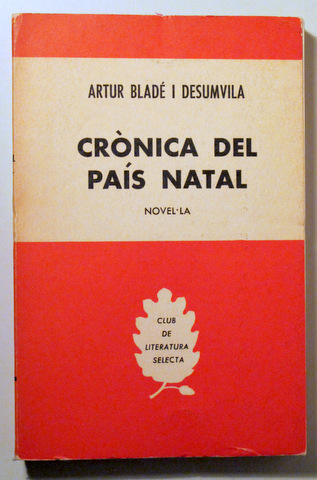 ARTUR BLADÉ I DESUMVILA
CRÒNICA DEL
PAÍS NATAL
NOVEL·LA
CLUB
DE
LITERATURA
SELECTA